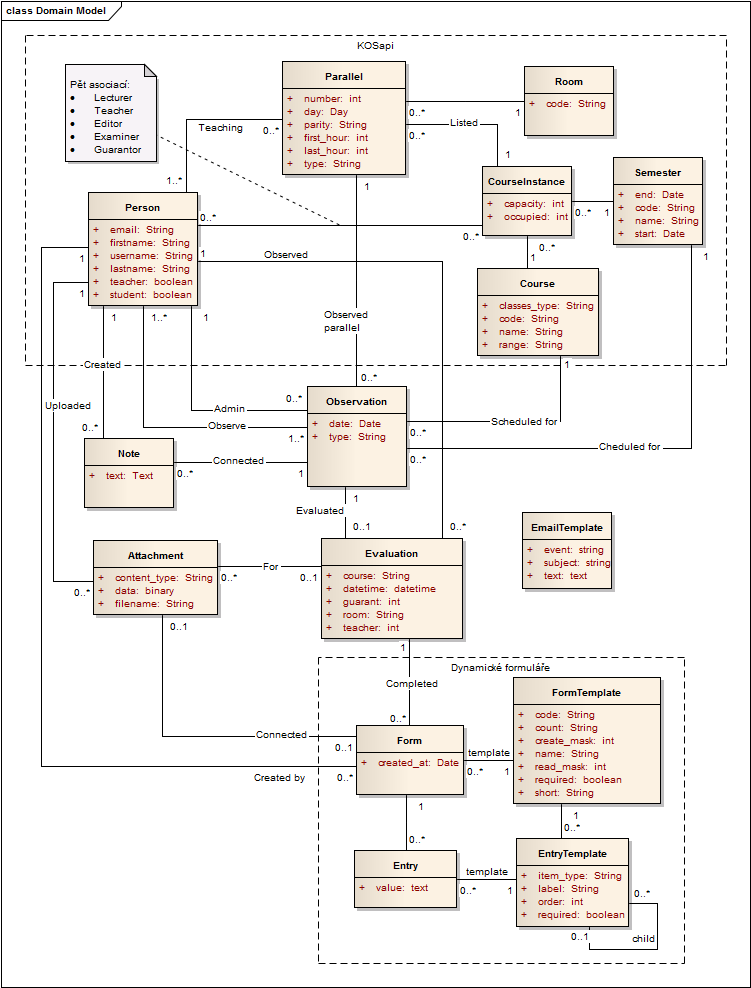 class Domain Model
KOSapi
Pět asociací:
• Lecturer
• Teacher
• Editor
• Examiner
• Guarantor
Parallel
+ number: int
+ day: Day
+ parity: String
+ first_hour: int
+ last_hour: int
+ type: String
Room
+ code: String
0..*
1
Listed
0..*
1
Teaching
0..*
1..*
CourseInstance
+ capacity: int
+ occupied: int
Semester
+ end: Date
+ code: String
+ name: String
+ start: Date
0..*
1
Person
+ email: String
+ firstname: String
+ username: String
+ lastname: String
+ teacher: boolean
+ student: boolean
0..*
0..*
1
Observed
1
0..*
1
1
1
Course
+ classes_type: String
+ code: String
+ name: String
+ range: String
1
1
1..*
1
1
Observed
parallel
Created
0..*
1
Uploaded
0..*
Admin
0..*
Observe
1..*
Observation
+ date: Date
+ type: String
Scheduled for
0..*
Cheduled for
0..*
Note
+ text: Text
Connected
0..*
1
1
Evaluated
0..1
0..*
EmailTemplate
+ event: string
+ subject: string
+ text: text
Attachment
+ content_type: String
+ data: binary
+ filename: String
0..*
For
0..*
0..1
Evaluation
+ course: String
+ datetime: datetime
+ guarant: int
+ room: String
+ teacher: int
0..1
1
Dynamické formuláře
Completed
0..*
FormTemplate
+ code: String
+ count: String
+ create_mask: int
+ name: String
+ read_mask: int
+ required: boolean
+ short: String
Connected
0..1
Form
+ created_at: Date
template
0..*
1
Created by
0..*
1
0..*
1
0..*
Entry
+ value: text
template
0..*
1
EntryTemplate
+ item_type: String
+ label: String
+ order: int
+ required: boolean
0..*
0..1
child